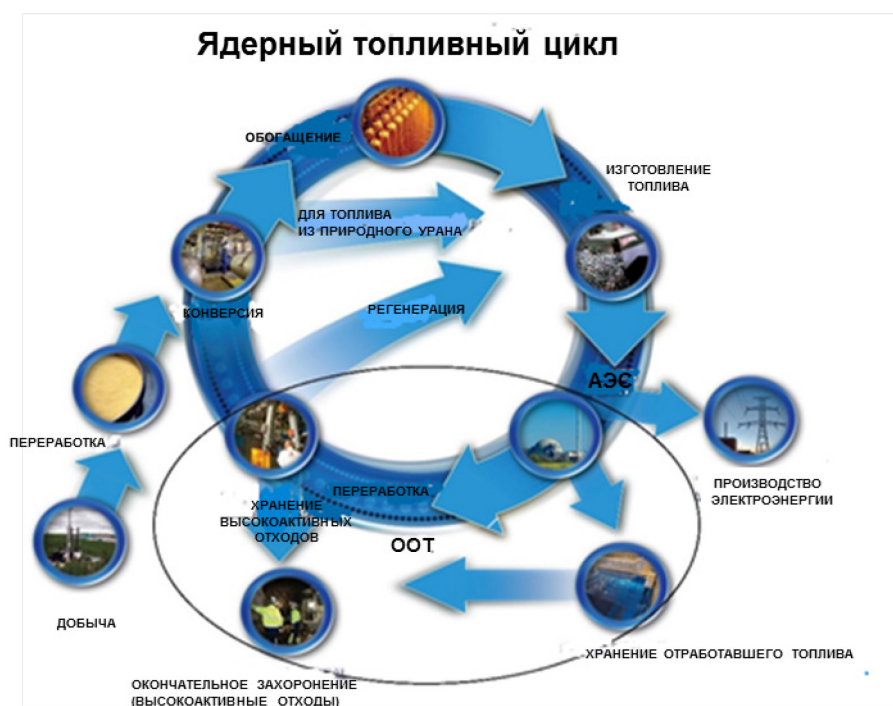 Ядерный топливный цикл
ОБОГАЩЕНИЕ
ИЗГОТОВЛЕНИЕ
ТОПЛИВА
ДЛЯ ТОПЛИВА
ИЗ ПРИРОДНОГО УРАНА
КОНВЕРСИЯ
РЕГЕНЕРАЦИЯ
АЭС
ПЕРЕРАБОТКА
ПРОИЗВОДСТВО
ЭЛЕКТРОЭНЕРГИИ
ПЕРЕРАБОТКА
ХРАНЕНИЕ
ВЫСОКОАКТИВНЫХ
ОТХОДОВ
ООТ
ДОБЫЧА
ХРАНЕНИЕ ОТРАБОТАВШЕГО ТОПЛИВА
ОКОНЧАТЕЛЬНОЕ ЗАХОРОНЕНИЕ
(ВЫСОКОАКТИВНЫЕ ОТХОДЫ)